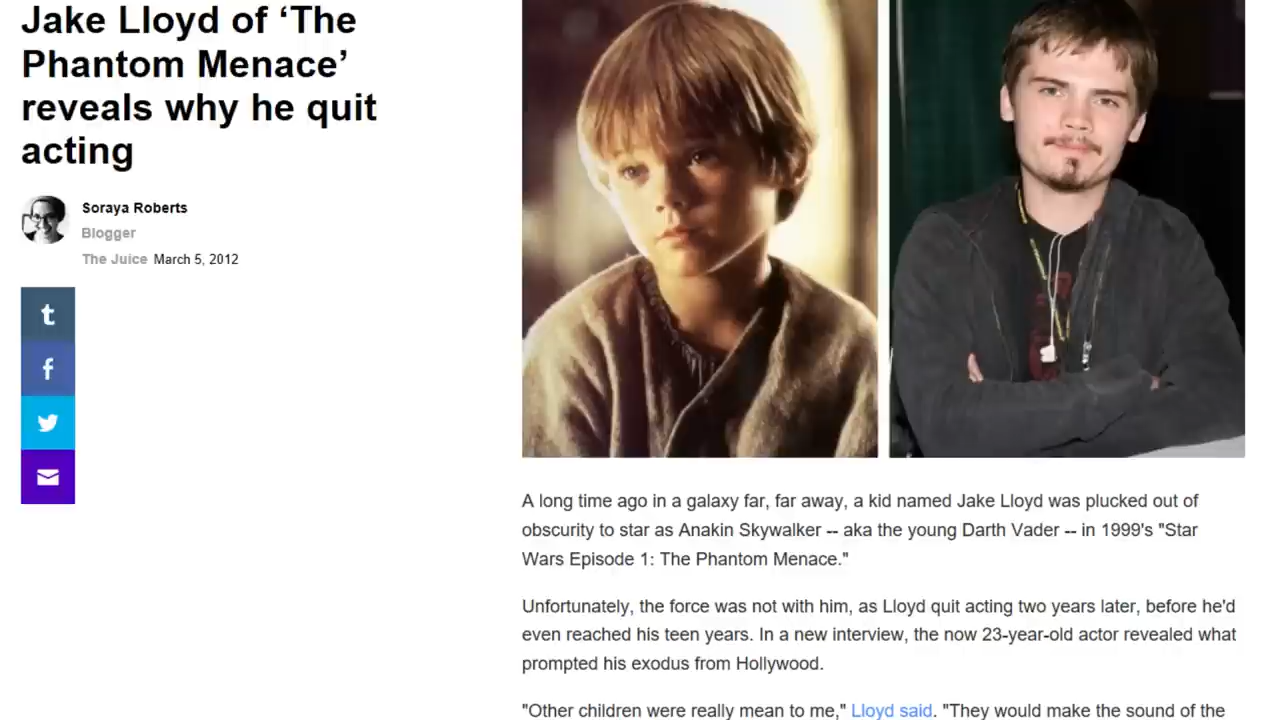 Jake Lloyd of ‘The
Phantom Menace’
reveals why he quit
acting
Soraya Roberts
Blogger
The Juice March 5, 2012
t
f
A long time ago in a galaxy far, far away, a kid named Jake Lloyd was plucked out of
obscurity to star as Anakin Skywalker -- aka the young Darth Vader -- in 1999's "Star
Wars Episode 1: The Phantom Menace."
Unfortunately, the force was not with him, as Lloyd quit acting two years later, before he'd
even reached his teen years. In a new interview, the now 23-year-old actor revealed what
prompted his exodus from Hollywood.
"Other children were really mean to me," Lloyd said. "They would make the sound of the